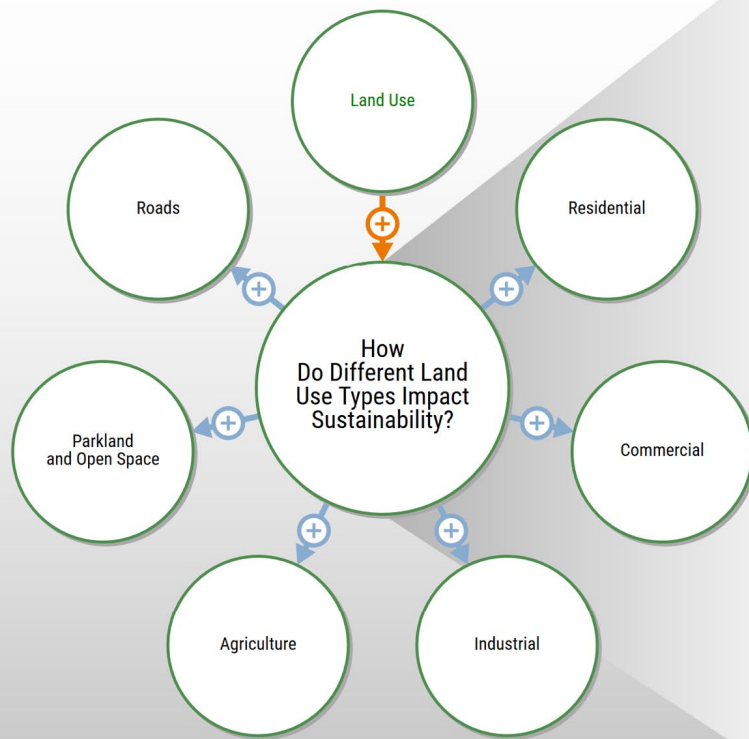 Land Use
Roads
Residential
How
Do Different Land
Use Types Impact
Sustainability?
Parkland
and Open Space
Commercial
Agriculture
Industrial